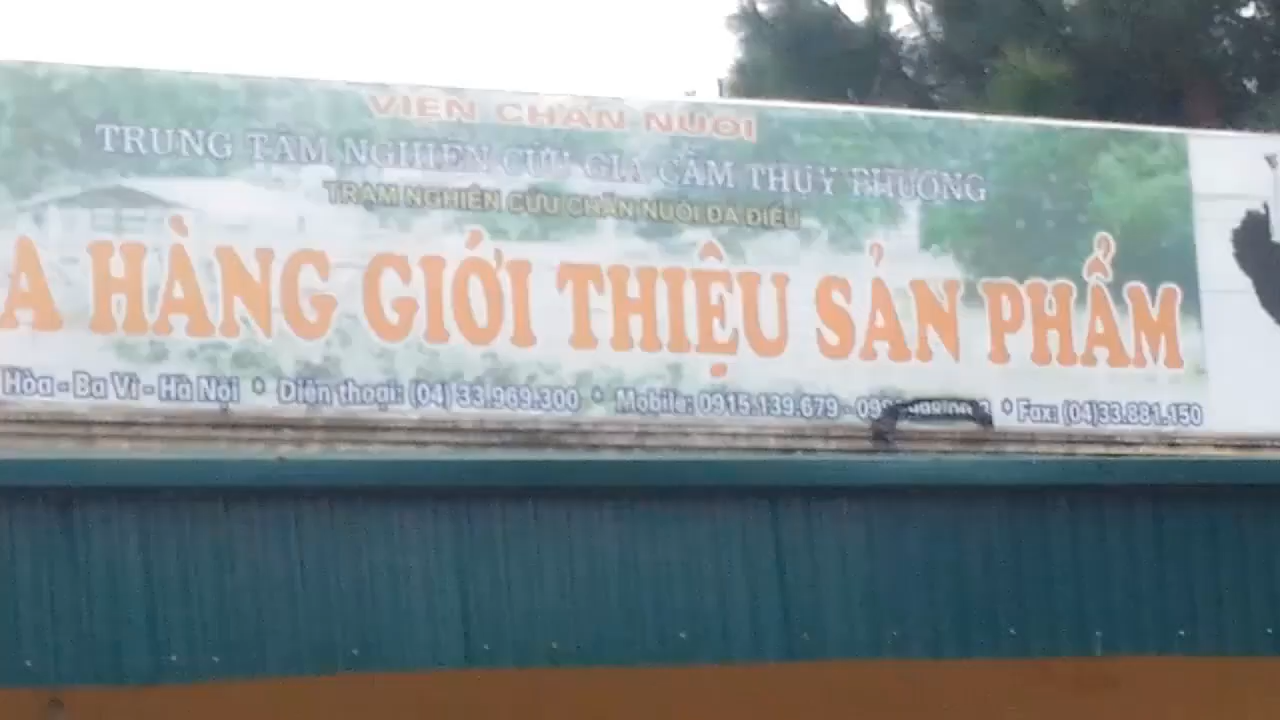 VIỆN CHĂN NUÔI
TRUNG TÂM NGHIÊN CỨU GIA CẦM THỤY PHƯƠNG
TRẠM NGHIÊN CỨU CHĂN NUÔI ĐÀ ĐIỂU
A HÀNG GIỚI THIỆU SẢN PHẨM
Hòa - Ba Vì - Hà Nội * Điện thoại: (04) 33.969.300 * Mobile: 0915.139.679 - * Fax: (04)33.881.150